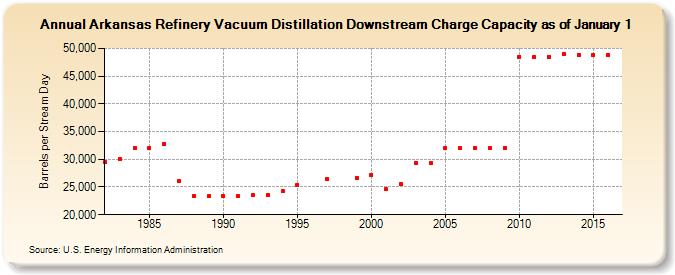 Annual Arkansas Refinery Vacuum Distillation Downstream Charge Capacity as of January 1
Barrels per Stream Day
50,000
45,000
40,000
35,000
30,000
25,000
20,000
1985 1990 1995 2000 2005 2010 2015
Source: U.S. Energy Information Administration